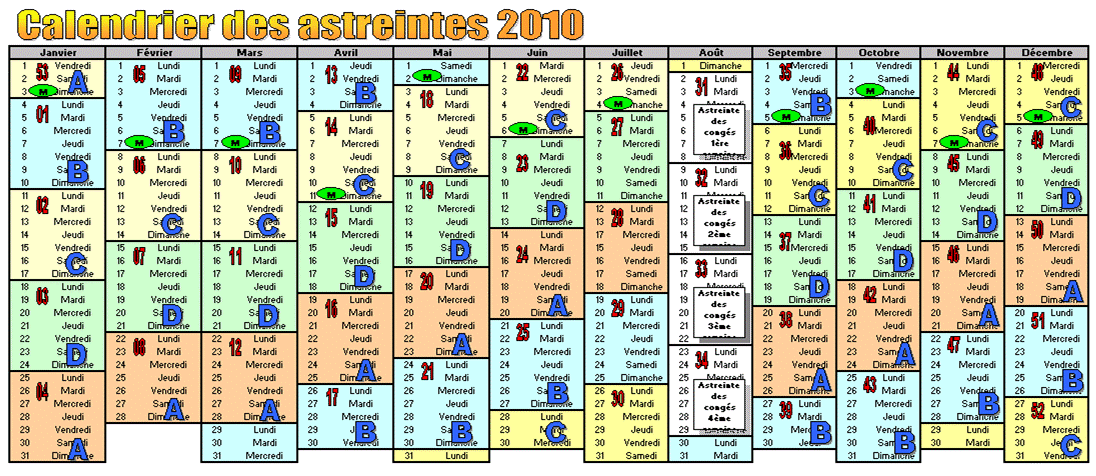 Calendrier des astreintes 2010
Janvier Février Mars Avril Mai Juin Juillet Août Septembre Octobre Novembre Décembre
1 53 Vendredi 1 05 Lundi 1 09 Lundi 1 13 Jeudi 1 Samedi 1 22 Mardi 1 26 Jeudi 1 Dimanche 1 35 Mercredi 1 Vendredi 1 44 Lundi 1 48 Mercredi
2 Samedi A 2 Mardi 2 Mardi 2 Vendredi 2 M Dimanche 2 Mercredi 2 Vendredi 2 31 Lundi 2 Jeudi 2 Samedi 2 Mardi 2 Jeudi
3 M Dimanche 3 Mercredi 3 Mercredi 3 Samedi B 3 18 Lundi 3 Jeudi 3 Samedi 3 Mardi 3 Vendredi 3 M Dimanche 3 Mercredi 3 Vendredi
4 01 Lundi 4 Jeudi 4 Jeudi 4 Dimanche 4 Mardi 4 Vendredi 4 M Dimanche 4 4 Samedi B 4 40 Lundi 4 Jeudi 4 Samedi C
5 Mardi 5 Vendredi 5 Vendredi 5 14 Lundi 5 Mercredi 5 Samedi C 5 27 Lundi 5 Astreinte des congés 1ère 5 M Dimanche 5 Mardi 5 Vendredi 5 M Dimanche
6 Mercredi 6 Samedi B 6 Samedi B 6 Mardi 6 Jeudi 6 M Dimanche 6 Mardi 6 6 36 Lundi 6 Mercredi 6 Samedi C 6 49 Lundi
7 Jeudi 7 M Dimanche 7 M Dimanche 7 Mercredi 7 Vendredi 7 23 Lundi 7 Mercredi 7 7 Mardi 7 Jeudi 7 M Dimanche 7 Mardi
8 Vendredi 8 06 Lundi 8 10 Lundi 8 Jeudi 8 Samedi C 8 Mardi 8 Jeudi 8 8 Mercredi 8 Vendredi 8 45 Lundi 8 Mercredi
9 Samedi B 9 Mardi 9 Mardi 9 Vendredi 9 Dimanche 9 Mercredi 9 Vendredi 9 32 Lundi 9 Jeudi 9 Samedi C 9 Mardi 9 Jeudi
10 Dimanche 10 Mercredi 10 Mercredi 10 Samedi C 10 19 Lundi 10 Jeudi 10 Samedi 10 Mardi 10 Vendredi 10 Dimanche 10 Mercredi 10 Vendredi
11 02 Lundi 11 Jeudi 11 Jeudi 11 M Dimanche 11 Mardi 11 Vendredi 11 Dimanche 11 11 Samedi C 11 41 Lundi 11 Jeudi 11 Samedi D
12 Mardi 12 Vendredi 12 Vendredi 12 15 Lundi 12 Mercredi 12 Samedi D 12 28 Lundi 12 Astreinte des congés 2ème semaine 12 Dimanche 12 Mardi 12 Vendredi 12 Dimanche
13 Mercredi 13 Samedi C 13 Samedi C 13 Mardi 13 Jeudi 13 Dimanche 13 Mardi 13 13 37 Lundi 13 Mercredi 13 Samedi D 13 50 Lundi
14 Jeudi 14 Dimanche 14 Dimanche 14 Mercredi 14 Vendredi 14 24 Lundi 14 Mercredi 14 14 Mardi 14 Jeudi 14 Dimanche 14 Mardi
15 Vendredi 15 07 Lundi 15 11 Lundi 15 Jeudi 15 Samedi D 15 Mardi 15 Jeudi 15 15 Mercredi 15 Vendredi 15 46 Lundi 15 Mercredi
16 Samedi C 16 Mardi 16 Mardi 16 Vendredi 16 Dimanche 16 Mercredi 16 Vendredi 16 33 Lundi 16 Jeudi 16 Samedi D 16 Mardi 16 Jeudi
17 Dimanche 17 Mercredi 17 Mercredi 17 Samedi D 17 20 Lundi 17 Jeudi 17 Samedi 17 Mardi 17 Vendredi 17 Dimanche 17 Mercredi 17 Vendredi
18 03 Lundi 18 Jeudi 18 Jeudi 18 Dimanche 18 Mardi 18 Vendredi 18 Dimanche 18 18 Samedi D 18 42 Lundi 18 Jeudi 18 Samedi A
19 Mardi 19 Vendredi 19 Vendredi 19 16 Lundi 19 Mercredi 19 Samedi A 19 29 Lundi 19 Astreinte des congés 3ème 19 Dimanche 19 Mardi 19 Vendredi 19 Dimanche
20 Mercredi 20 Samedi D 20 Samedi D 20 Mardi 20 Jeudi 20 Dimanche 20 Mardi 20 20 38 Lundi 20 Mercredi 20 Samedi A 20 51 Lundi
21 Jeudi 21 Dimanche 21 Dimanche 21 Mercredi 21 Vendredi 21 25 Lundi 21 Mercredi 21 21 Mardi 21 Jeudi 21 Dimanche 21 Mardi
22 Vendredi 22 08 Lundi 22 12 Lundi 22 Jeudi 22 Samedi A 22 Mardi 22 Jeudi 22 22 Mercredi 22 Vendredi 22 47 Lundi 22 Mercredi
23 Samedi D 23 Mardi 23 Mardi 23 Vendredi 23 Dimanche 23 Mercredi 23 Vendredi 23 34 Lundi 23 Jeudi 23 Samedi A 23 Mardi 23 Jeudi
24 Dimanche 24 Mercredi 24 Mercredi 24 Samedi A 24 21 Lundi 24 Jeudi 24 Samedi 24 Mardi 24 Vendredi 24 Dimanche 24 Mercredi 24 Vendredi
25 04 Lundi 25 Jeudi 25 Jeudi 25 Dimanche 25 Mardi 25 Vendredi 25 Dimanche 25 25 Samedi A 25 43 Lundi 25 Jeudi 25 Samedi B
26 Mardi 26 Vendredi 26 Vendredi 26 17 Lundi 26 Mercredi 26 Samedi B 26 30 Lundi 26 Astreinte des congés 4ème 26 Dimanche 26 Mardi 26 Vendredi 26 Dimanche
27 Mercredi 27 Samedi A 27 Samedi A 27 Mardi 27 Jeudi 27 Dimanche 27 Mardi 27 27 39 Lundi 27 Mercredi 27 Samedi B 27 52 Lundi
28 Jeudi 28 Dimanche 28 Dimanche 28 Mercredi 28 Vendredi 28 Lundi 28 Mercredi 28 28 Mardi 28 Jeudi 28 Dimanche 28 Mardi
29 Vendredi 29 Lundi 29 Jeudi 29 Samedi B 29 Mardi C 29 Jeudi 29 29 Mercredi B 29 Vendredi 29 Lundi 29 Mercredi
30 Samedi A 30 Mardi 30 Vendredi B 30 Dimanche 30 Mercredi 30 Vendredi 30 Lundi 30 Jeudi 30 Samedi B 30 Mardi 30 Jeudi C
31 Dimanche 31 Mercredi 31 Lundi 31 Samedi 31 Mardi 31 Dimanche 31 Vendredi